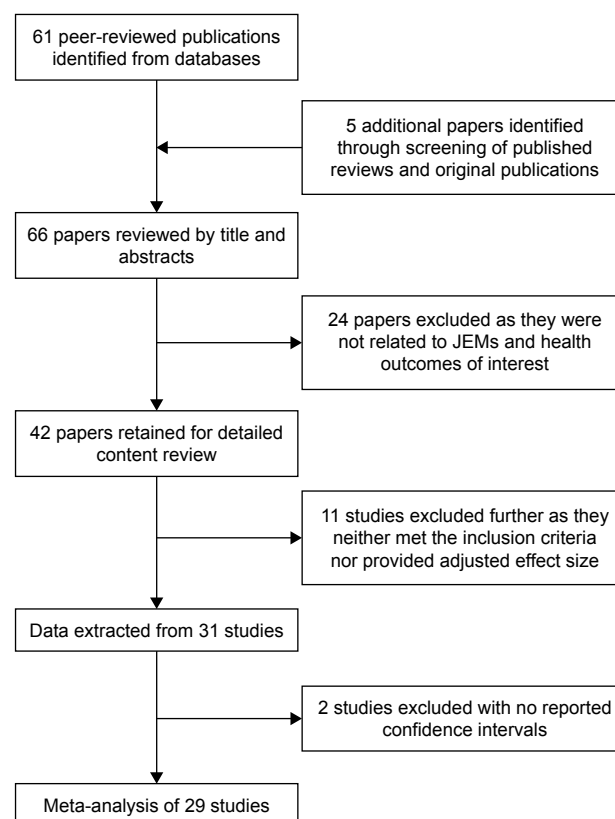 61 peer-reviewed publications
identified from databases
5 additional papers identified
through screening of published
reviews and original publications
66 papers reviewed by title and
abstracts
24 papers excluded as they were
not related to JEMs and health
outcomes of interest
42 papers retained for detailed
content review
11 studies excluded further as they
neither met the inclusion criteria
nor provided adjusted effect size
Data extracted from 31 studies
2 studies excluded with no reported
confidence intervals
Meta-analysis of 29 studies